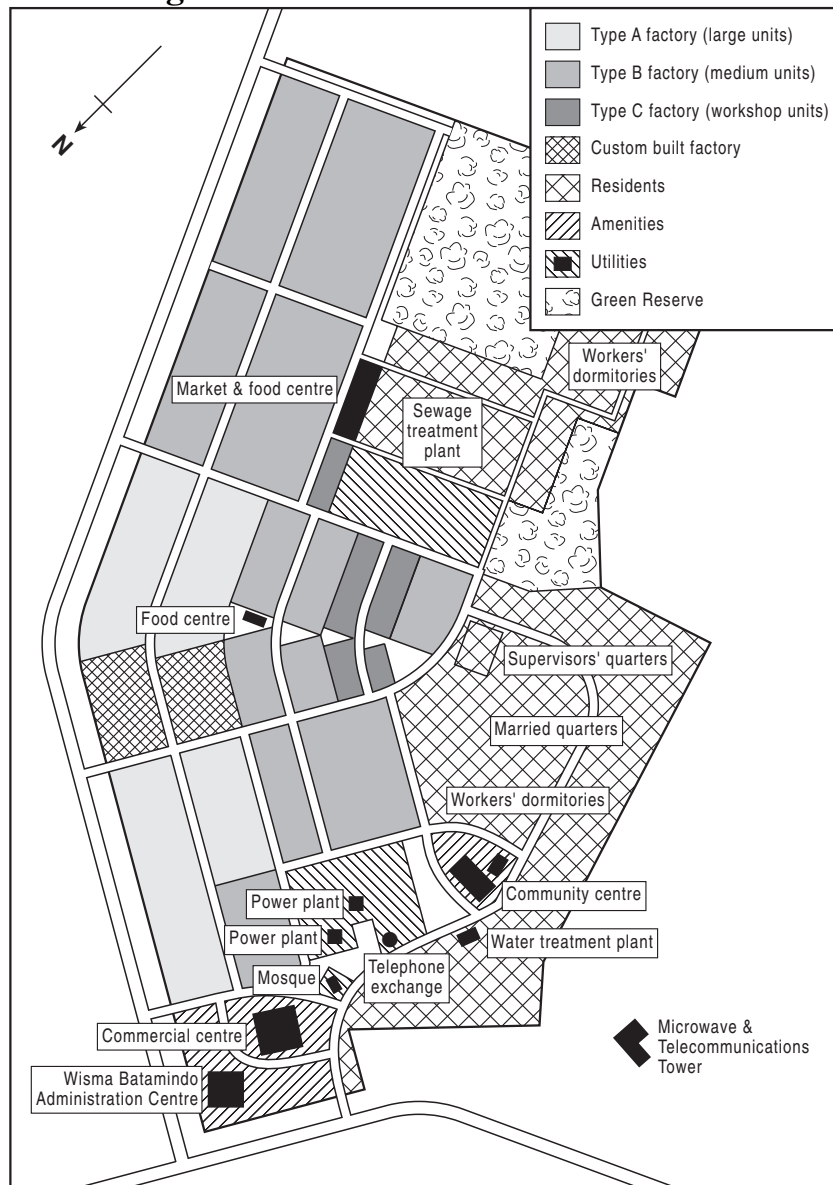 Type A factory (large units)
Type B factory (medium units)
Type C factory (workshop units)
Custom built factory
Residents
Amenities
Utilities
Green Reserve
N
Workers'
dormitories
Market & food centre
Sewage
treatment
plant
Food centre
Supervisors' quarters
Married quarters
Workers' dormitories
Power plant
Community centre
Power plant
Water treatment plant
Mosque
Telephone
exchange
Commercial centre
Microwave &
Telecommunications
Tower
Wisma Batamindo
Administration Centre